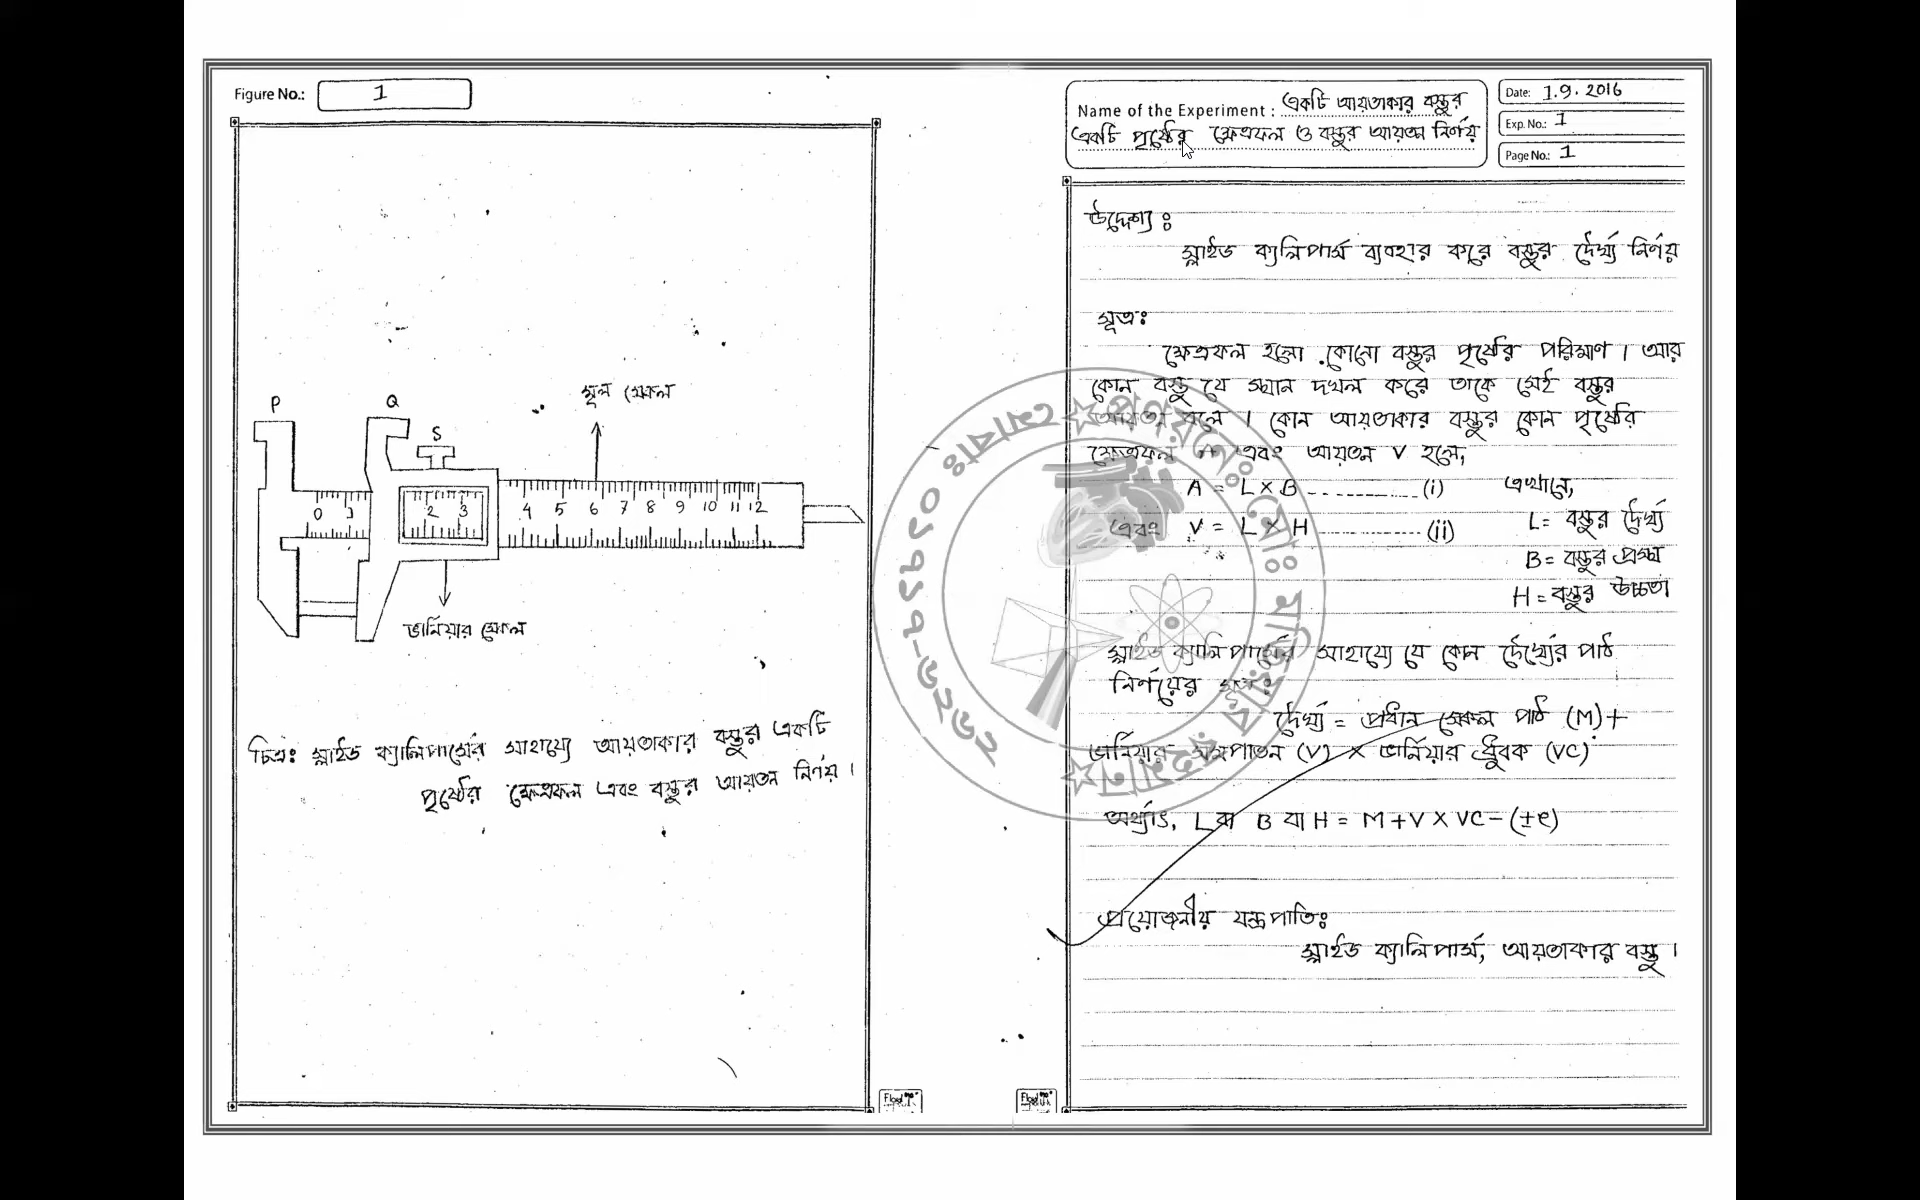 Figure No.: 1
P
Q
S
মূল স্কেল
0 1 2 3 4 5 6 7 8 9 10 11 12
ভার্নিয়ার স্কেল
চিত্রঃ স্লাইড ক্যালিপার্সের সাহায্যে আয়তাকার বস্তুর একটি
পৃষ্ঠের ক্ষেত্রফল এবং বস্তুর আয়তন নির্ণয় ।
Name of the Experiment : একটি আয়তাকার বস্তুর
একটি পৃষ্ঠের ক্ষেত্রফল ও বস্তুর আয়তন নির্ণয়
Date: 1.9.2016
Exp. No.: 1
Page No.: 1
উদ্দেশ্য ঃ
স্লাইড ক্যালিপার্স ব্যবহার করে বস্তুর দৈর্ঘ্য নির্ণয়
সূত্রঃ
ক্ষেত্রফল হলো কোনো বস্তুর পৃষ্ঠের পরিমাণ । আর
কোন বস্তু যে স্থান দখল করে তাকে সেই বস্তুর
আয়তন বলে । কোন আয়তাকার বস্তুর কোন পৃষ্ঠের
ক্ষেত্রফল A এবং আয়তন V হলে,
A = L × B ............ (i) এখানে,
এবং V = L × H ............ (ii) L = বস্তুর দৈর্ঘ্য
B = বস্তুর প্রস্থ
H = বস্তুর উচ্চতা
স্লাইড ক্যালিপার্সের সাহায্যে যে কোন দৈর্ঘ্যের পাঠ
নির্ণয়ের সূত্রঃ
দৈর্ঘ্য = প্রধান স্কেল পাঠ (M) +
ভার্নিয়ার সমপাতন (V) × ভার্নিয়ার ধ্রুবক (VC)
অর্থ্যাৎ, L বা B বা H = M + V × VC - (±e)
প্রয়োজনীয় যন্ত্রপাতিঃ
স্লাইড ক্যালিপার্স, আয়তাকার বস্তু ।
প্রণয়নেঃ মোঃ মাহফুজুর রহমান
মোবাঃ ০১৭১৭-৬২৬১